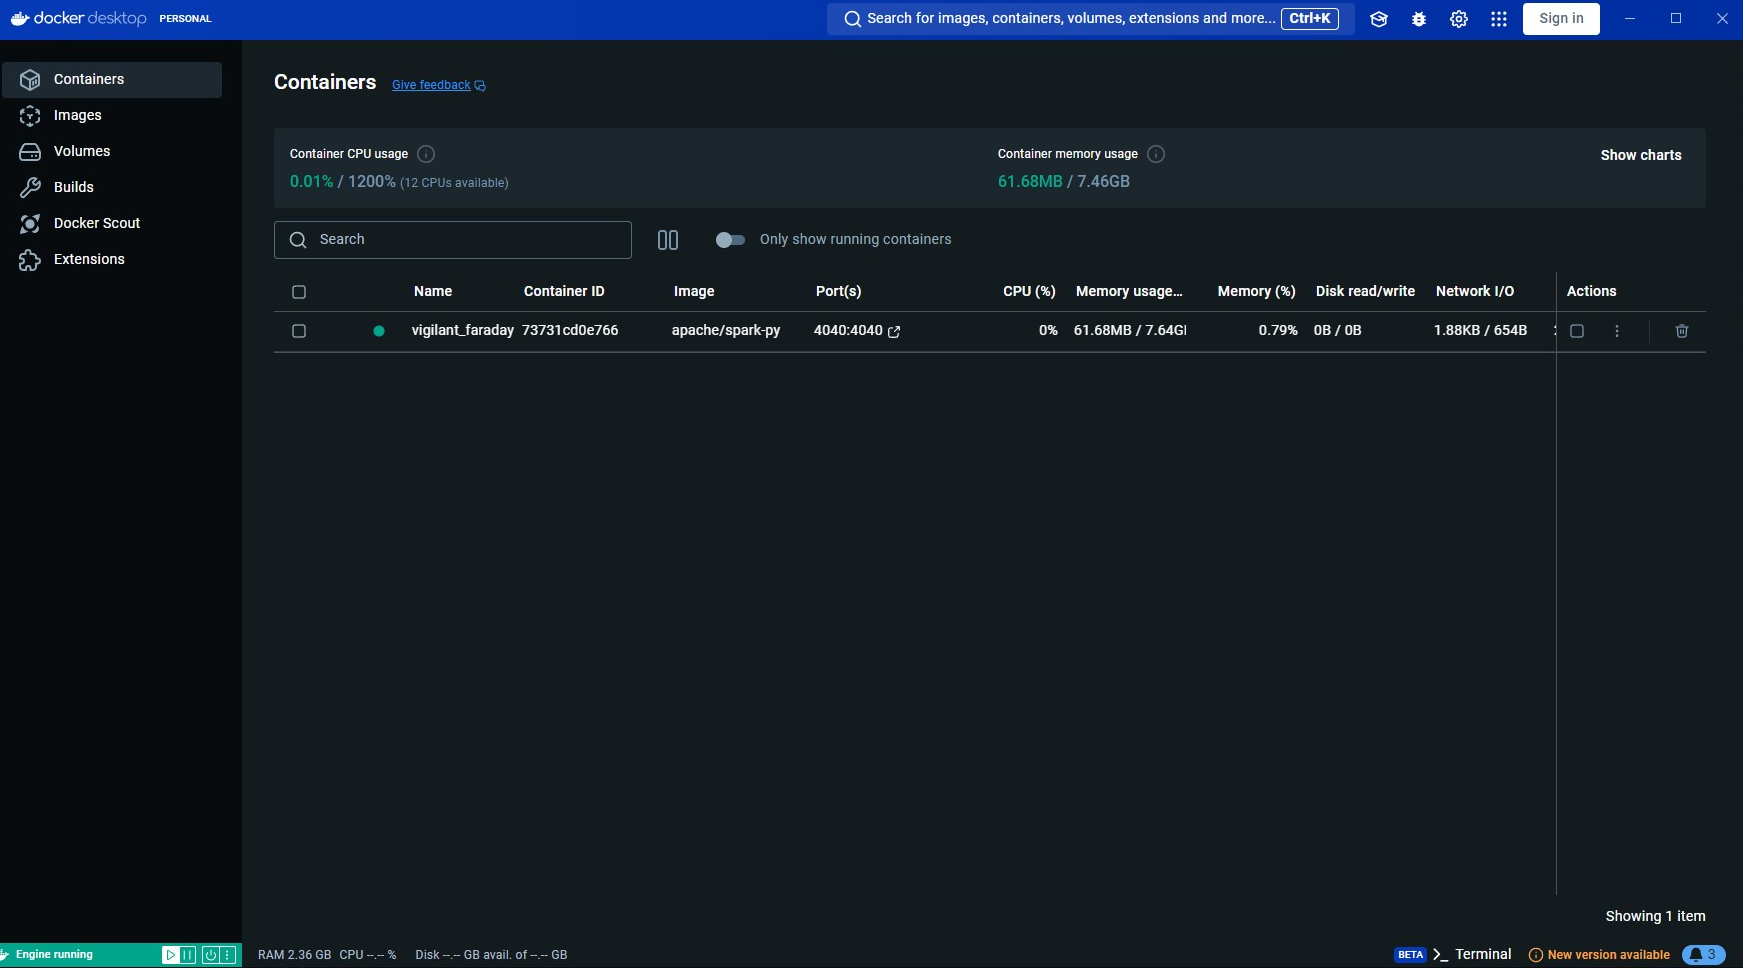 docker desktop PERSONAL
Search for images, containers, volumes, extensions and more... Ctrl+K
Sign in
Containers
Images
Volumes
Builds
Docker Scout
Extensions
Containers Give feedback
Container CPU usage
0.01% / 1200% (12 CPUs available)
Container memory usage
61.68MB / 7.46GB
Show charts
Search
Only show running containers
Name Container ID Image Port(s) CPU (%) Memory usage... Memory (%) Disk read/write Network I/O Actions
vigilant_faraday 73731cd0e766 apache/spark-py 4040:4040 0% 61.68MB / 7.64G 0.79% 0B / 0B 1.88KB / 654B
Showing 1 item
Engine running
RAM 2.36 GB CPU --.-- % Disk --.-- GB avail. of --.-- GB
BETA Terminal New version available 3